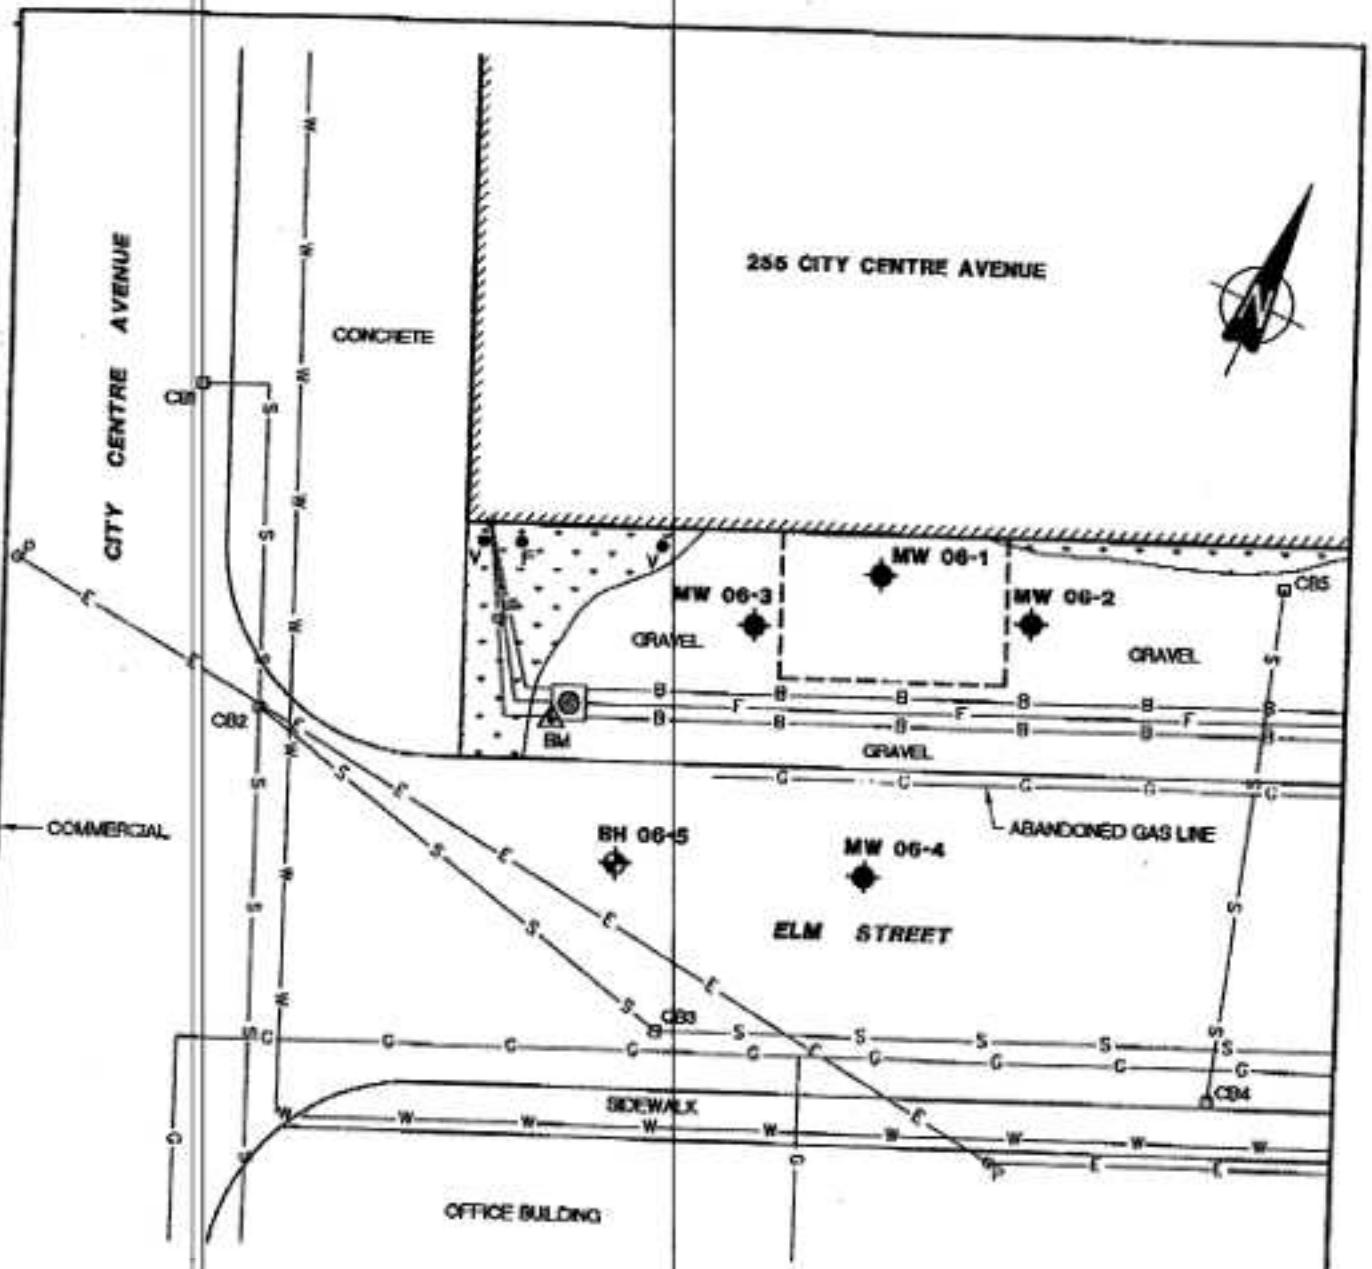 CITY CENTRE AVENUE
255 CITY CENTRE AVENUE
N
CONCRETE
CB1
MW 06-1
MW 06-3
MW 06-2
CB5
GRAVEL
GRAVEL
CB2
BM
GRAVEL
COMMERCIAL
BH 06-5
MW 06-4
ABANDONED GAS LINE
ELM STREET
CB3
CB4
SIDEWALK
OFFICE BUILDING